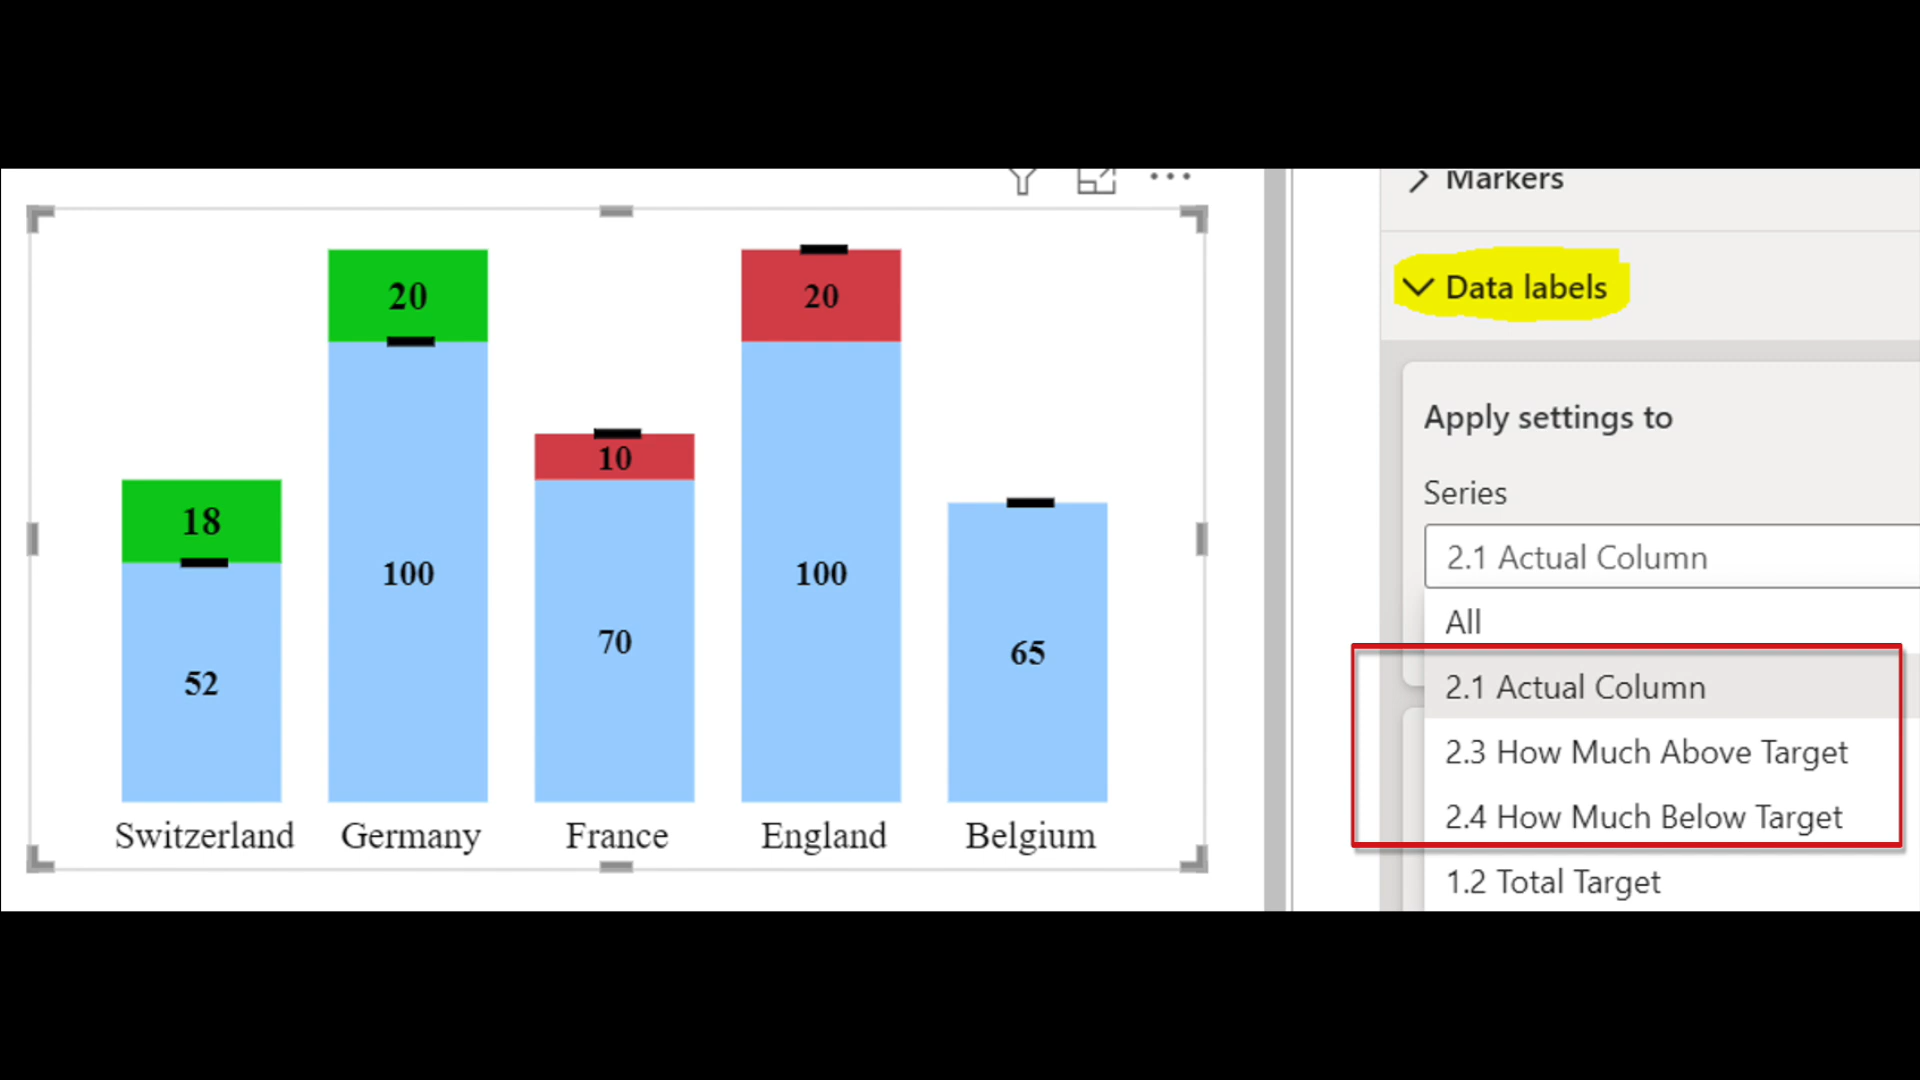 20
20
10
18
100
100
70
65
52
Switzerland
Germany
France
England
Belgium
Markers
Data labels
Apply settings to
Series
2.1 Actual Column
All
2.1 Actual Column
2.3 How Much Above Target
2.4 How Much Below Target
1.2 Total Target